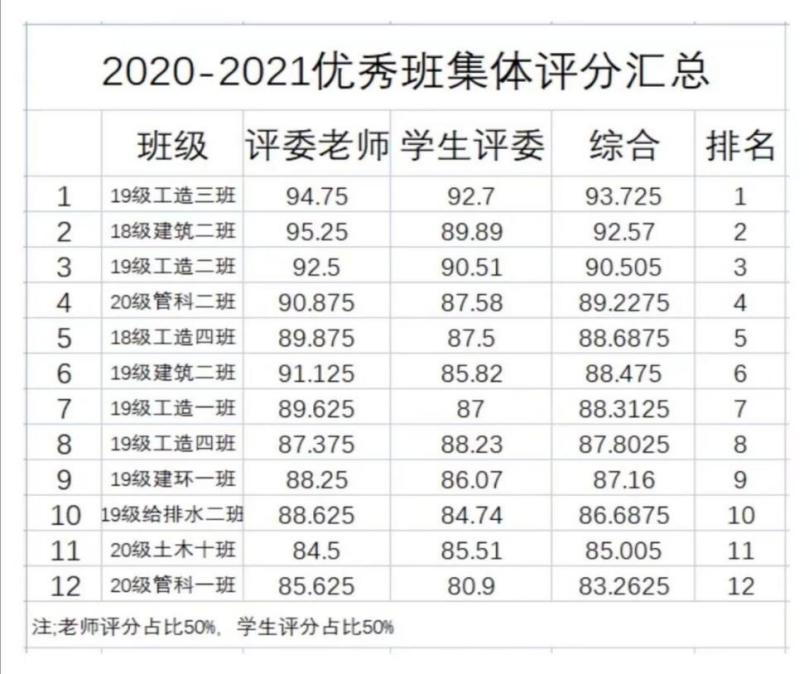 2020-2021优秀班集体评分汇总
班级 评委老师 学生评委 综合 排名
1 19级工造三班 94.75 92.7 93.725 1
2 18级建筑二班 95.25 89.89 92.57 2
3 19级工造二班 92.5 90.51 90.505 3
4 20级管科二班 90.875 87.58 89.2275 4
5 18级工造四班 89.875 87.5 88.6875 5
6 19级建筑二班 91.125 85.82 88.475 6
7 19级工造一班 89.625 87 88.3125 7
8 19级工造四班 87.375 88.23 87.8025 8
9 19级建环一班 88.25 86.07 87.16 9
10 19级给排水二班 88.625 84.74 86.6875 10
11 20级土木十班 84.5 85.51 85.005 11
12 20级管科一班 85.625 80.9 83.2625 12
注;老师评分占比50%，学生评分占比50%